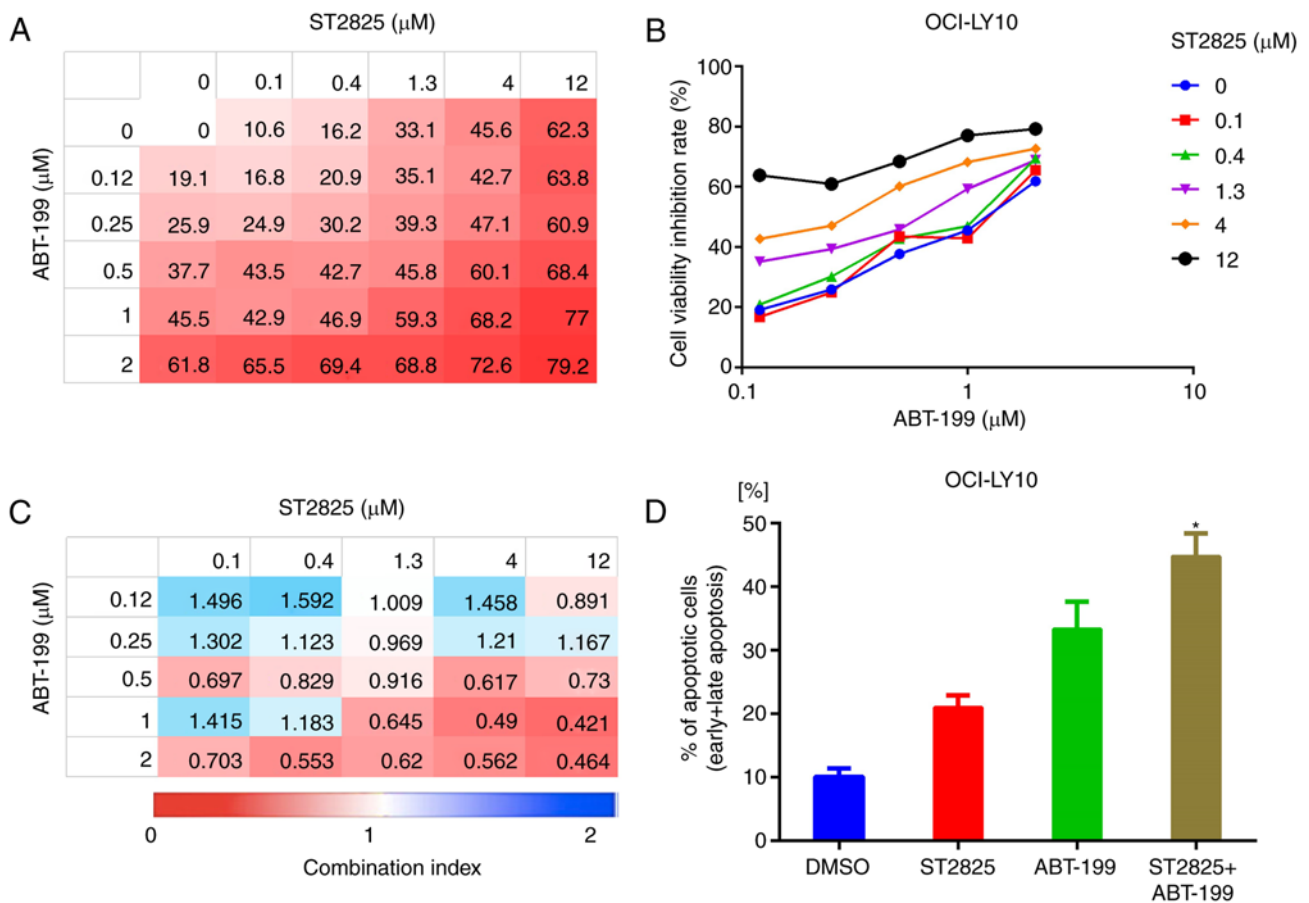 A
ST2825 (μM)
0 0.1 0.4 1.3 4 12
ABT-199 (μM)
0 0 10.6 16.2 33.1 45.6 62.3
0.12 19.1 16.8 20.9 35.1 42.7 63.8
0.25 25.9 24.9 30.2 39.3 47.1 60.9
0.5 37.7 43.5 42.7 45.8 60.1 68.4
1 45.5 42.9 46.9 59.3 68.2 77
2 61.8 65.5 69.4 68.8 72.6 79.2
B
OCI-LY10
Cell viability inhibition rate (%)
100
80
60
40
20
0
0.1 1 10
ABT-199 (μM)
ST2825 (μM)
0
0.1
0.4
1.3
4
12
C
ST2825 (μM)
0.1 0.4 1.3 4 12
ABT-199 (μM)
0.12 1.496 1.592 1.009 1.458 0.891
0.25 1.302 1.123 0.969 1.21 1.167
0.5 0.697 0.829 0.916 0.617 0.73
1 1.415 1.183 0.645 0.49 0.421
2 0.703 0.553 0.62 0.562 0.464
0 1 2
Combination index
D
OCI-LY10
[%]
% of apoptotic cells
(early+late apoptosis)
50
40
30
20
10
0
*
DMSO ST2825 ABT-199 ST2825+
ABT-199